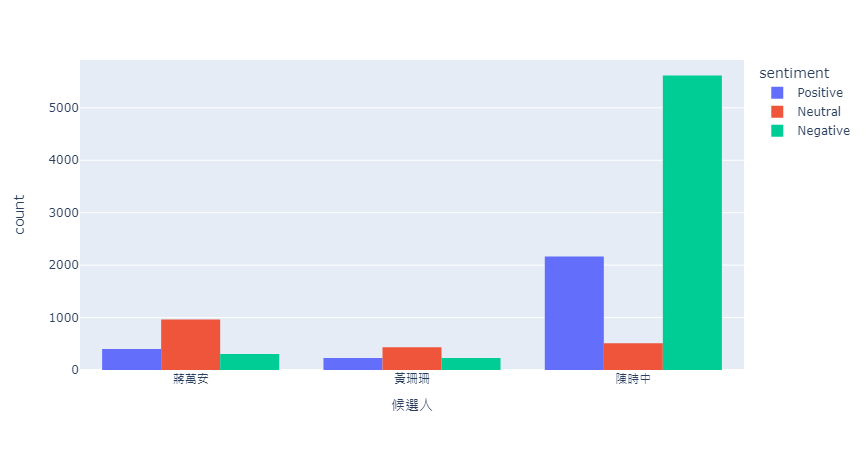 sentiment
Positive
Neutral
Negative
count
5000
4000
3000
2000
1000
0
蔣萬安
黃珊珊
陳時中
候選人